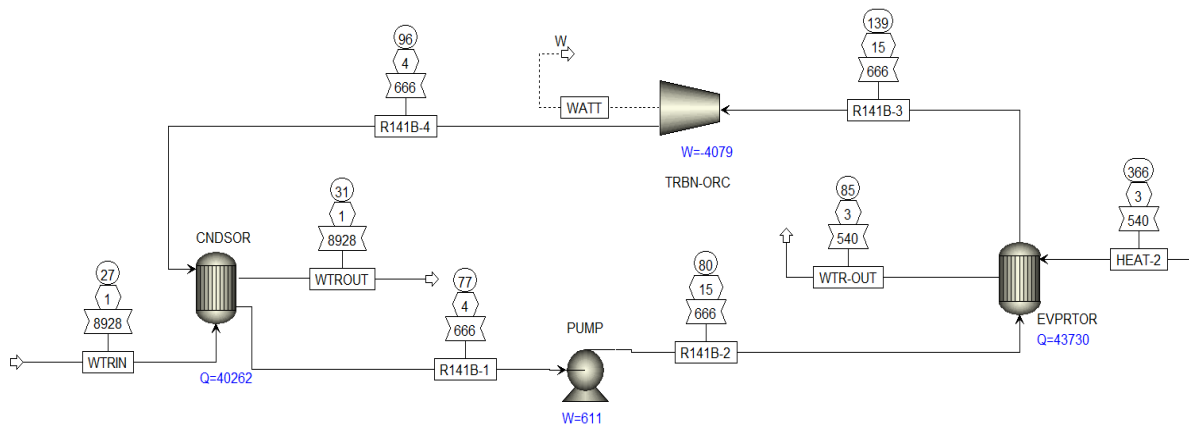 139
15
666
R141B-3
96
4
666
R141B-4
W
WATT
W=-4079
TRBN-ORC
366
3
540
HEAT-2
85
3
540
WTR-OUT
31
1
8928
WTROUT
CNDSOR
27
1
8928
WTRIN
Q=40262
77
4
666
R141B-1
PUMP
W=611
80
15
666
R141B-2
EVPRTOR
Q=43730